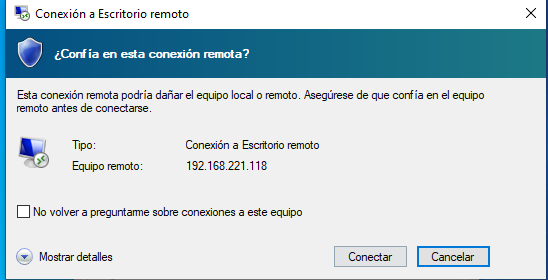 Conexión a Escritorio remoto
¿Confía en esta conexión remota?
Esta conexión remota podría dañar el equipo local o remoto. Asegúrese de que confía en el equipo
remoto antes de conectarse.
Tipo: Conexión a Escritorio remoto
Equipo remoto: 192.168.221.118
No volver a preguntarme sobre conexiones a este equipo
Mostrar detalles Conectar Cancelar